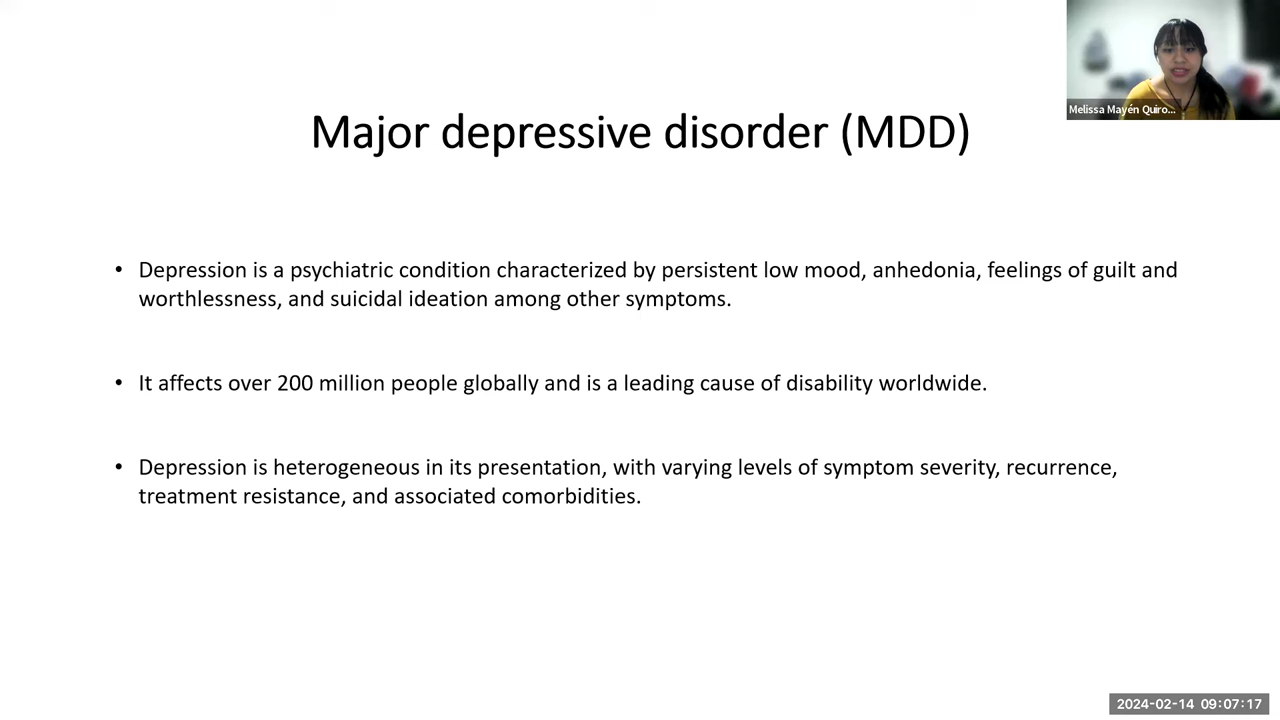 Melissa Mayén Quiro...
Major depressive disorder (MDD)
• Depression is a psychiatric condition characterized by persistent low mood, anhedonia, feelings of guilt and
worthlessness, and suicidal ideation among other symptoms.
• It affects over 200 million people globally and is a leading cause of disability worldwide.
• Depression is heterogeneous in its presentation, with varying levels of symptom severity, recurrence,
treatment resistance, and associated comorbidities.
2024-02-14 09:07:17